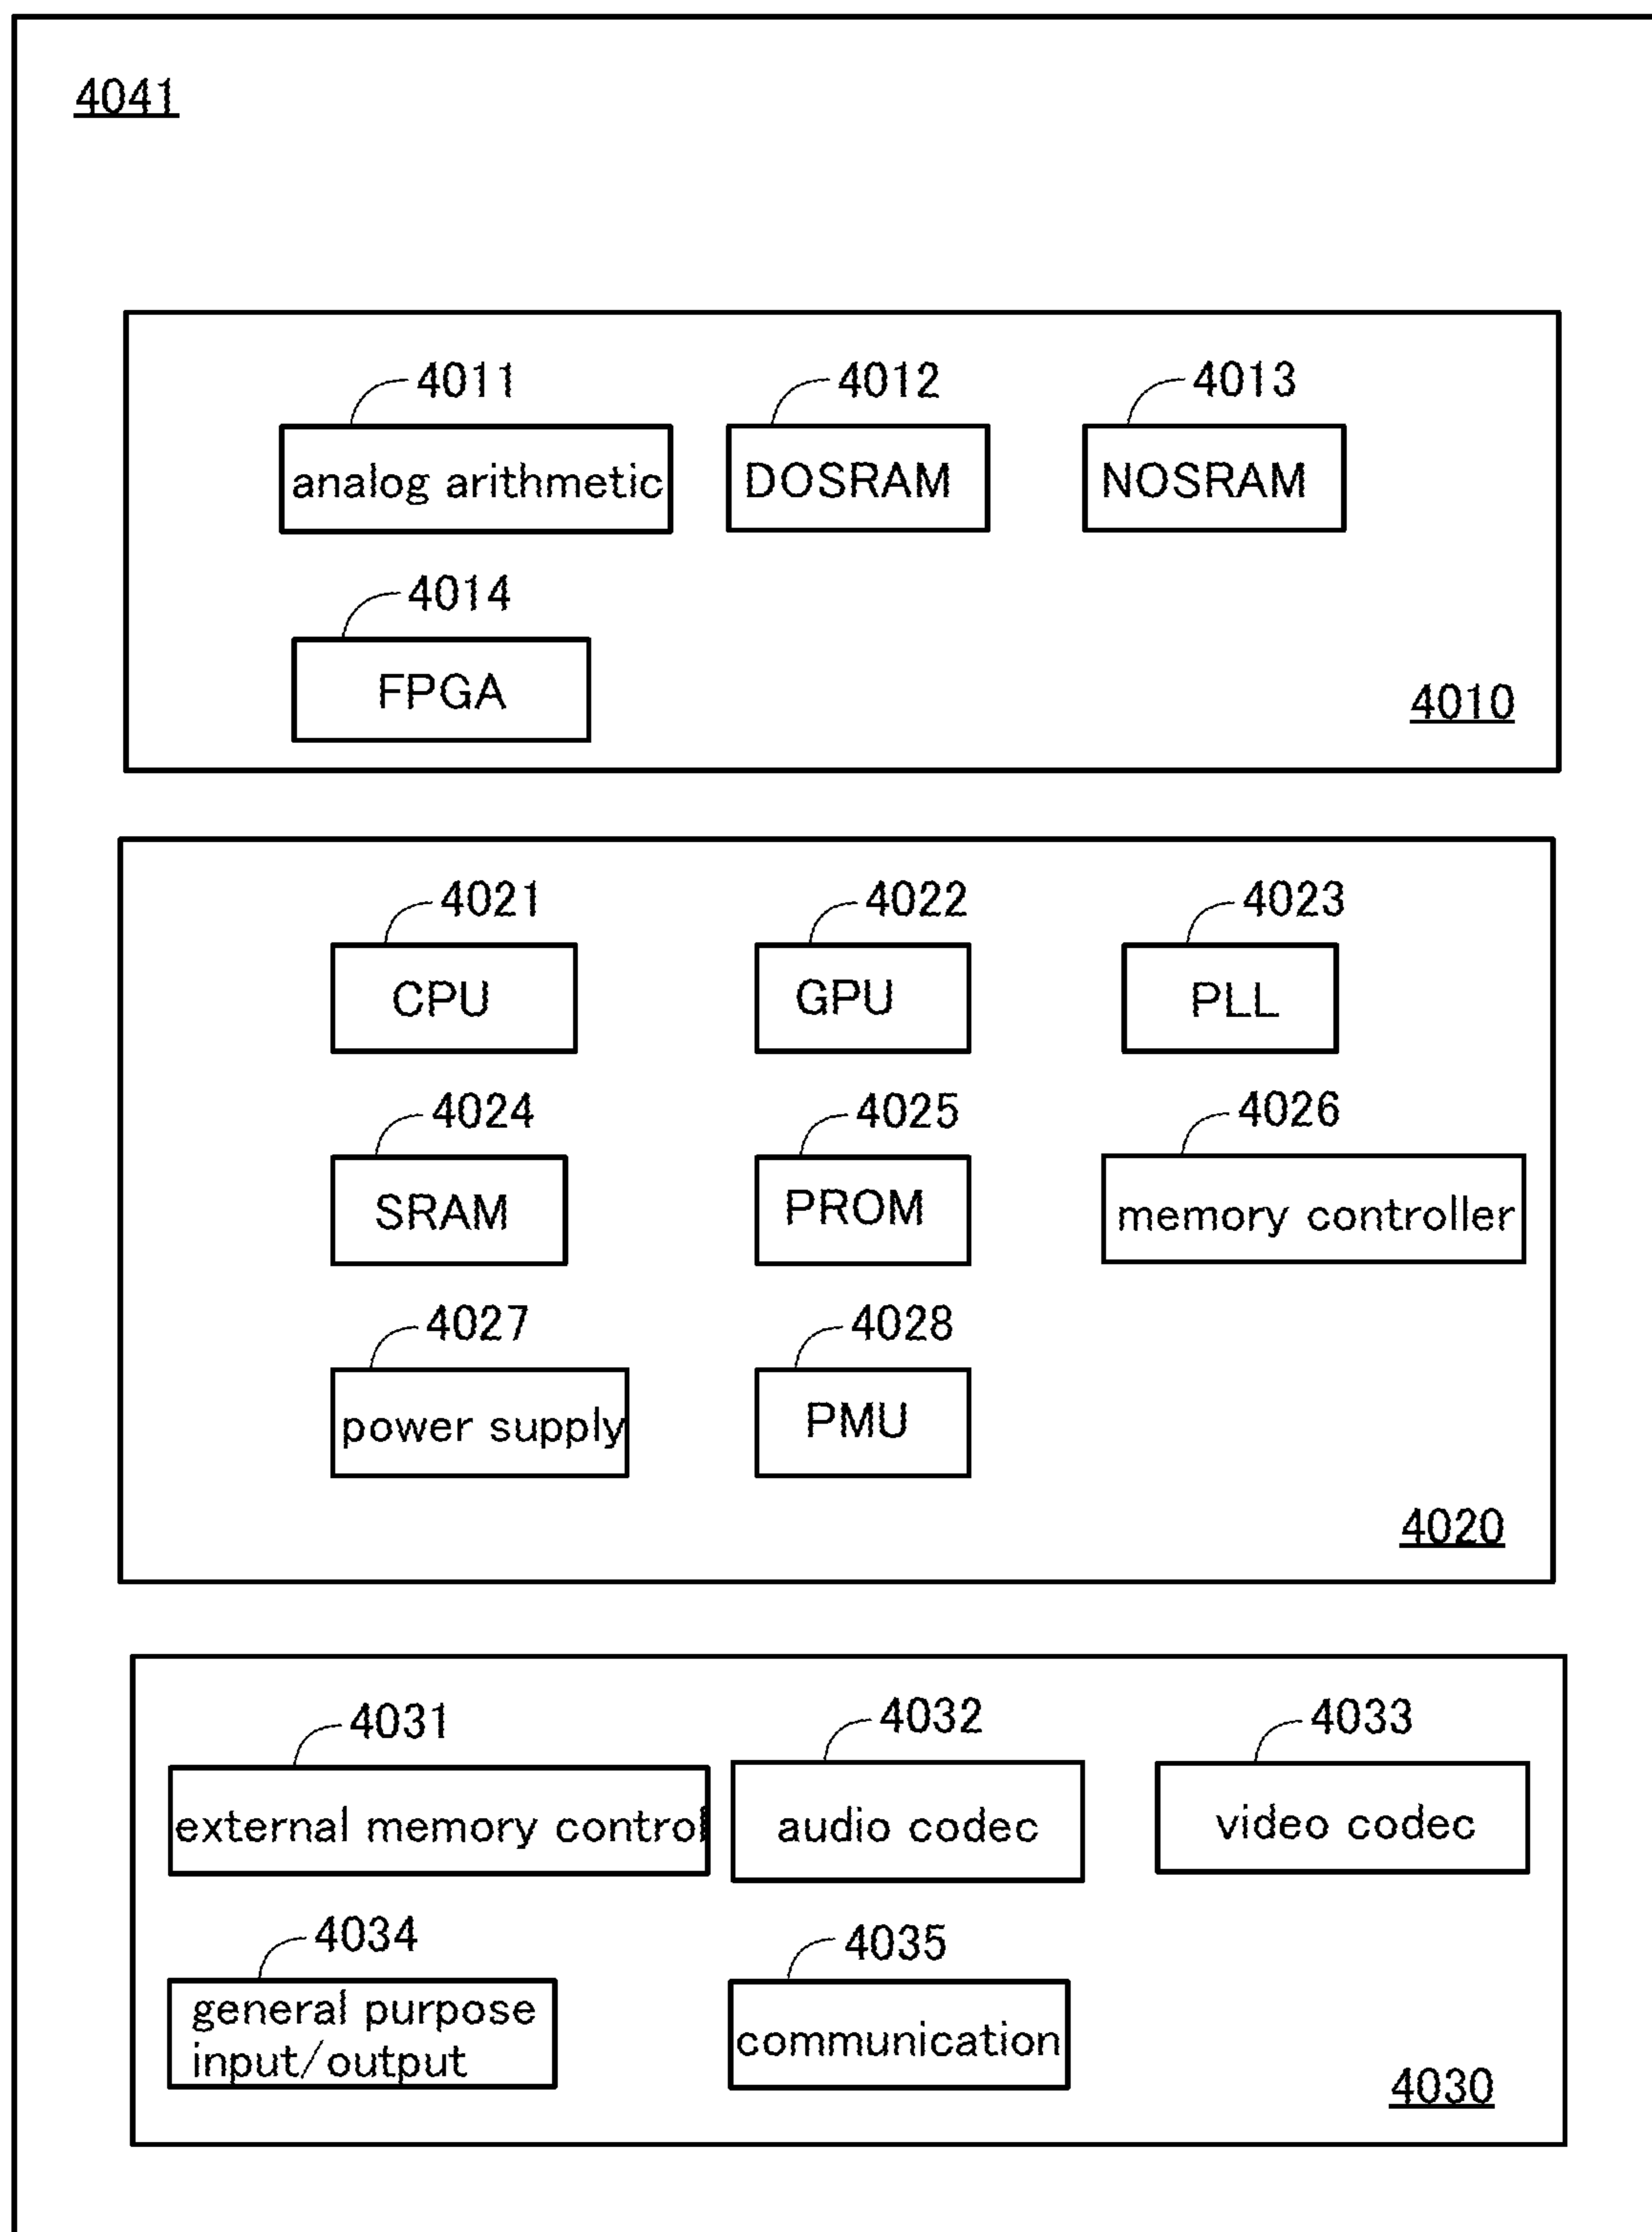 4041
4011
4012
4013
analog arithmetic
DOSRAM
NOSRAM
4014
FPGA
4010
4021
4022
4023
CPU
GPU
PLL
4024
4025
4026
SRAM
PROM
memory controller
4027
4028
power supply
PMU
4020
4031
4032
4033
external memory control
audio codec
video codec
4034
4035
general purpose
input/output
communication
4030